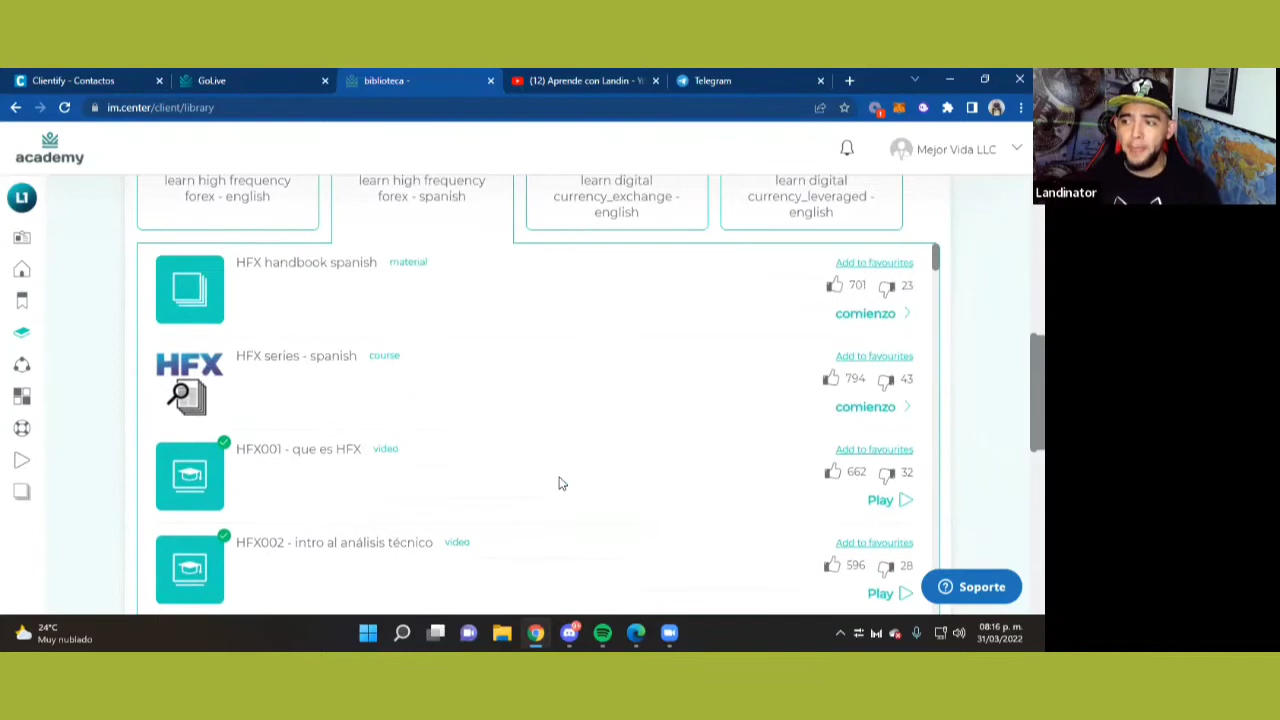 Clientify - Contactos
GoLive
biblioteca -
(12) Aprende con Landin - Y
Telegram
im.center/client/library
academy
Mejor Vida LLC
Landinator
L1
learn high frequency
forex - english
learn high frequency
forex - spanish
learn digital
currency_exchange -
english
learn digital
currency_leveraged -
english
HFX handbook spanish material
Add to favourites
701 23
comienzo
HFX
HFX series - spanish course
Add to favourites
794 43
comienzo
HFX001 - que es HFX video
Add to favourites
662 32
Play
HFX002 - intro al análisis técnico video
Add to favourites
596 28
Play
Soporte
24°C
Muy nublado
08:16 p. m.
31/03/2022